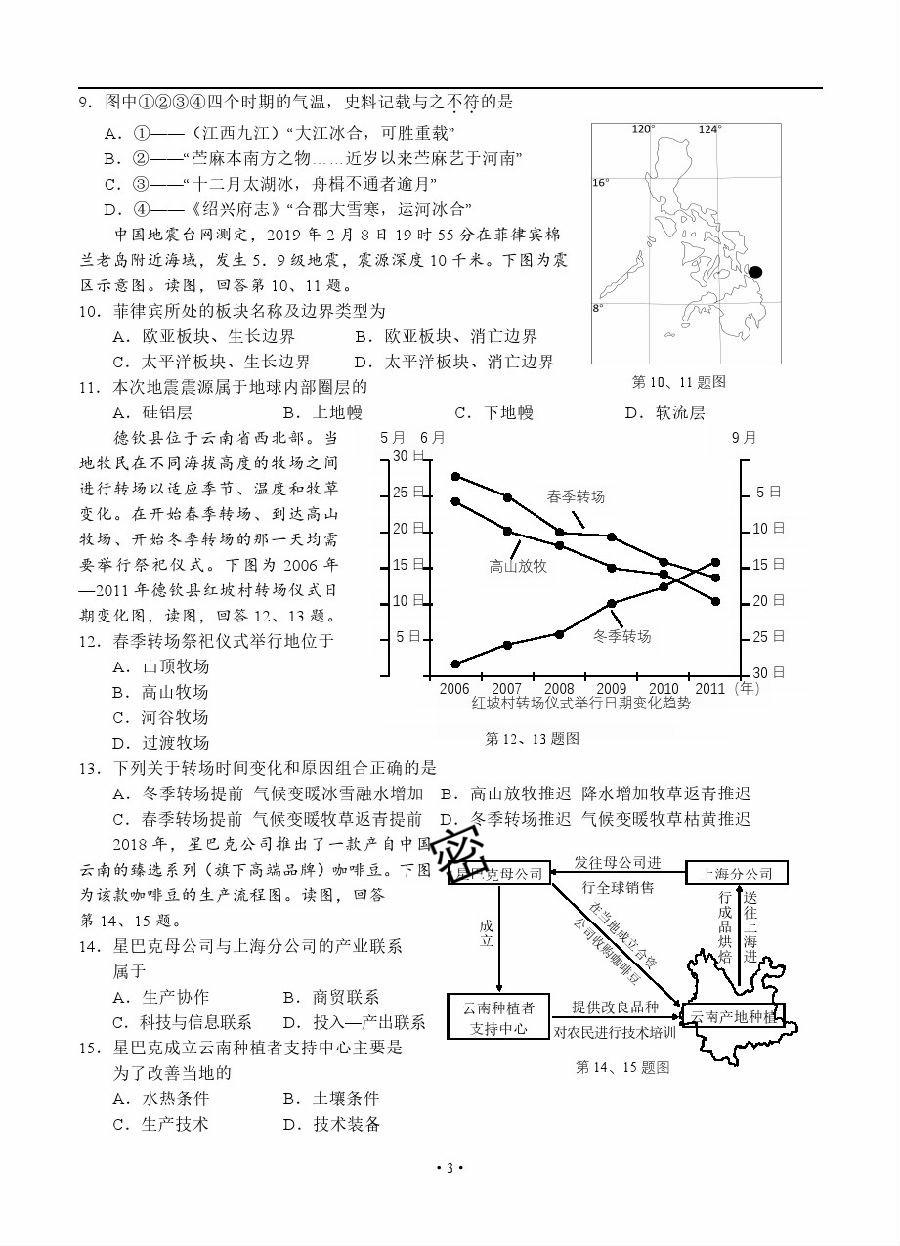 9．图中①②③④四个时期的气温，史料记载与之不符的是
A．①——（江西九江）“大江冰合，可胜重载”
B．②——“苎麻本南方之物……近岁以来苎麻艺于河南”
C．③——“十二月太湖冰，舟楫不通者逾月”
D．④——《绍兴府志》“合郡大雪寒，运河冰合”
中国地震台网测定，2019 年 2 月 8 日 19 时 55 分在菲律宾棉
兰老岛附近海域，发生 5．9 级地震，震源深度 10 千米。下图为震
区示意图。读图，回答第 10、11 题。
120° 124°
16°
8°
第 10、11 题图
10．菲律宾所处的板块名称及边界类型为
A．欧亚板块、生长边界 B．欧亚板块、消亡边界
C．太平洋板块、生长边界 D．太平洋板块、消亡边界
11．本次地震震源属于地球内部圈层的
A．硅铝层 B．上地幔 C．下地幔 D．软流层
德钦县位于云南省西北部。当
地牧民在不同海拔高度的牧场之间
进行转场以适应季节、温度和牧草
变化。在开始春季转场、到达高山
牧场、开始冬季转场的那一天均需
要举行祭祀仪式。下图为 2006 年
—2011 年德钦县红坡村转场仪式日
期变化图，读图，回答 12、13 题。
5 月 6 月 9 月
30 日
25 日 5 日
20 日 10 日
15 日 15 日
10 日 20 日
5 日 25 日
30 日
春季转场
高山放牧
冬季转场
2006 2007 2008 2009 2010 2011 (年)
红坡村转场仪式举行日期变化趋势
第 12、13 题图
12．春季转场祭祀仪式举行地位于
A．山顶牧场
B．高山牧场
C．河谷牧场
D．过渡牧场
13．下列关于转场时间变化和原因组合正确的是
A．冬季转场提前 气候变暖冰雪融水增加 B．高山放牧推迟 降水增加牧草返青推迟
C．春季转场提前 气候变暖牧草返青提前 D．冬季转场推迟 气候变暖牧草枯黄推迟
2018 年，星巴克公司推出了一款产自中国
云南的臻选系列（旗下高端品牌）咖啡豆。下图
为该款咖啡豆的生产流程图。读图，回答
第 14、15 题。
密
星巴克母公司
发往母公司进
行全球销售
上海分公司
成立
在当地成立合资
公司收购咖啡豆
送往上海进
行成品烘焙
云南种植者
支持中心
提供改良品种
对农民进行技术培训
云南产地种植
第 14、15 题图
14．星巴克母公司与上海分公司的产业联系
属于
A．生产协作 B．商贸联系
C．科技与信息联系 D．投入—产出联系
15．星巴克成立云南种植者支持中心主要是
为了改善当地的
A．水热条件 B．土壤条件
C．生产技术 D．技术装备
·3·